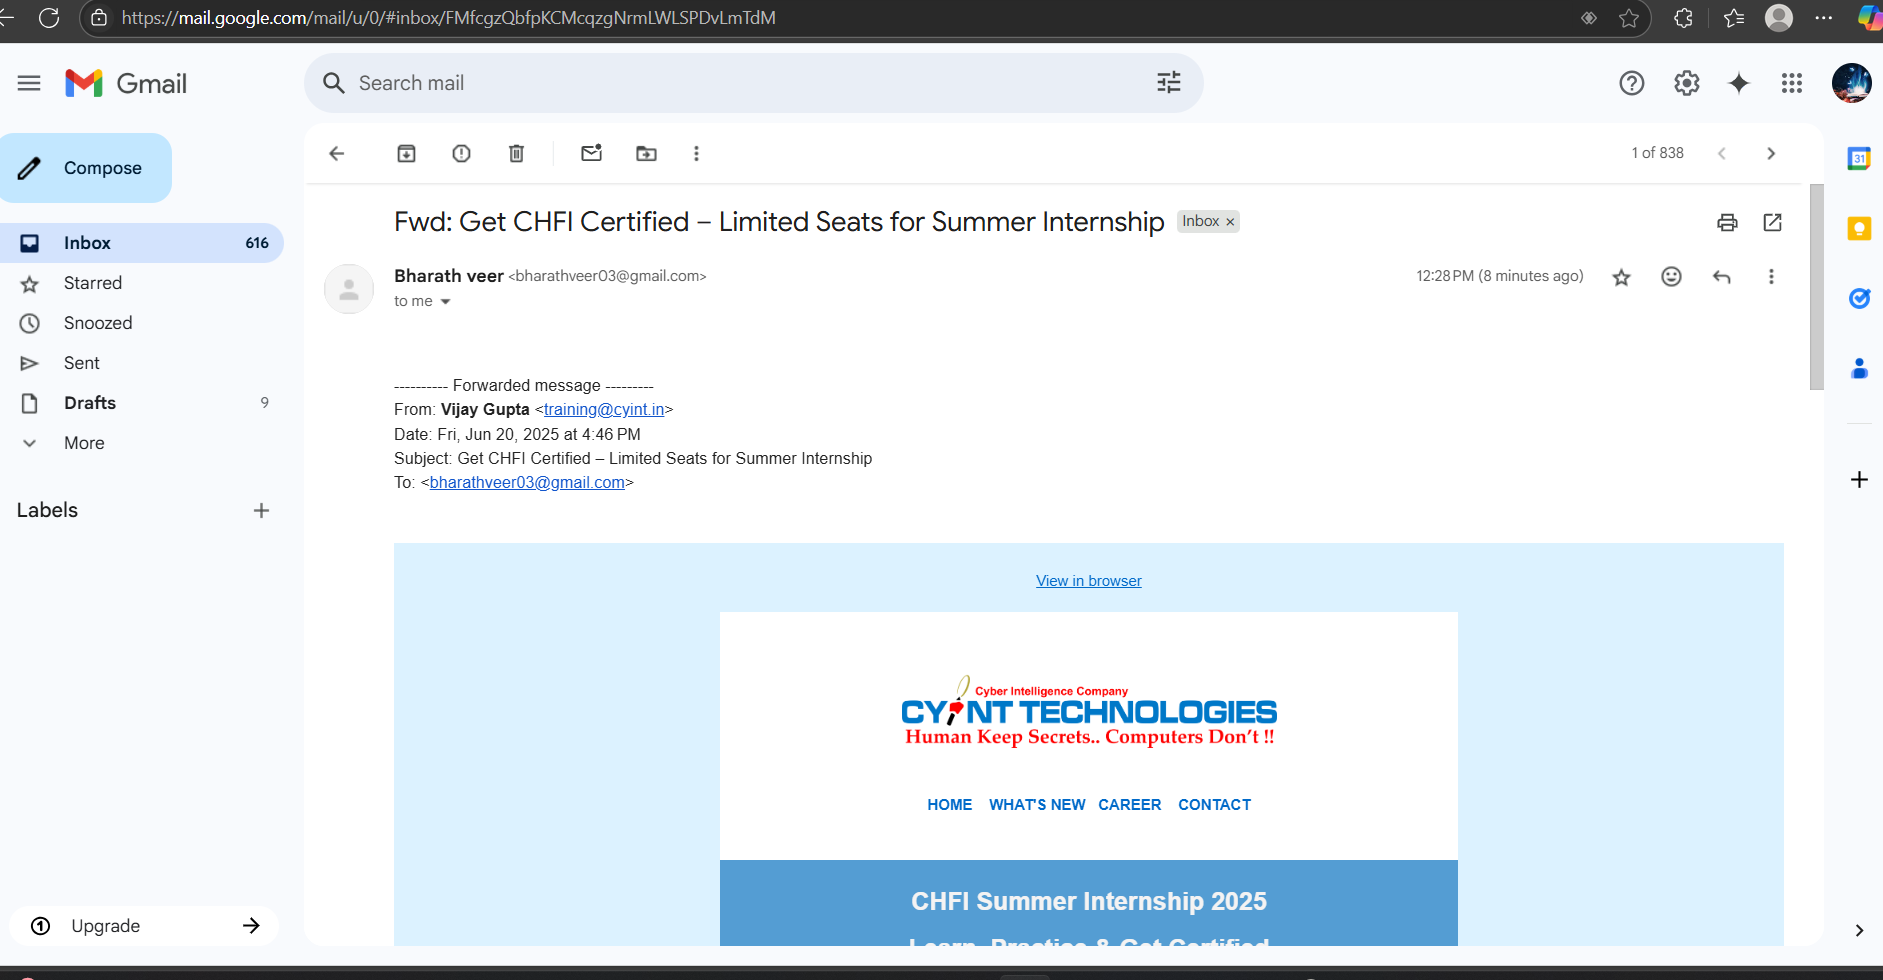 https://mail.google.com/mail/u/0/#inbox/FMfcgzQbfpKCMcqzgNrmLWLSPDvLmTdM
Gmail
Search mail
Compose
1 of 838
31
Fwd: Get CHFI Certified – Limited Seats for Summer Internship Inbox ×
Inbox 616
Starred
Snoozed
Sent
Drafts 9
More
Labels
Bharath veer <bharathveer03@gmail.com> 12:28 PM (8 minutes ago)
to me
---------- Forwarded message ---------
From: Vijay Gupta <training@cyint.in>
Date: Fri, Jun 20, 2025 at 4:46 PM
Subject: Get CHFI Certified – Limited Seats for Summer Internship
To: <bharathveer03@gmail.com>
View in browser
Cyber Intelligence Company
CYINT TECHNOLOGIES
Human Keep Secrets.. Computers Don't !!
HOME WHAT'S NEW CAREER CONTACT
CHFI Summer Internship 2025
Learn, Practice & Get Certified
Upgrade